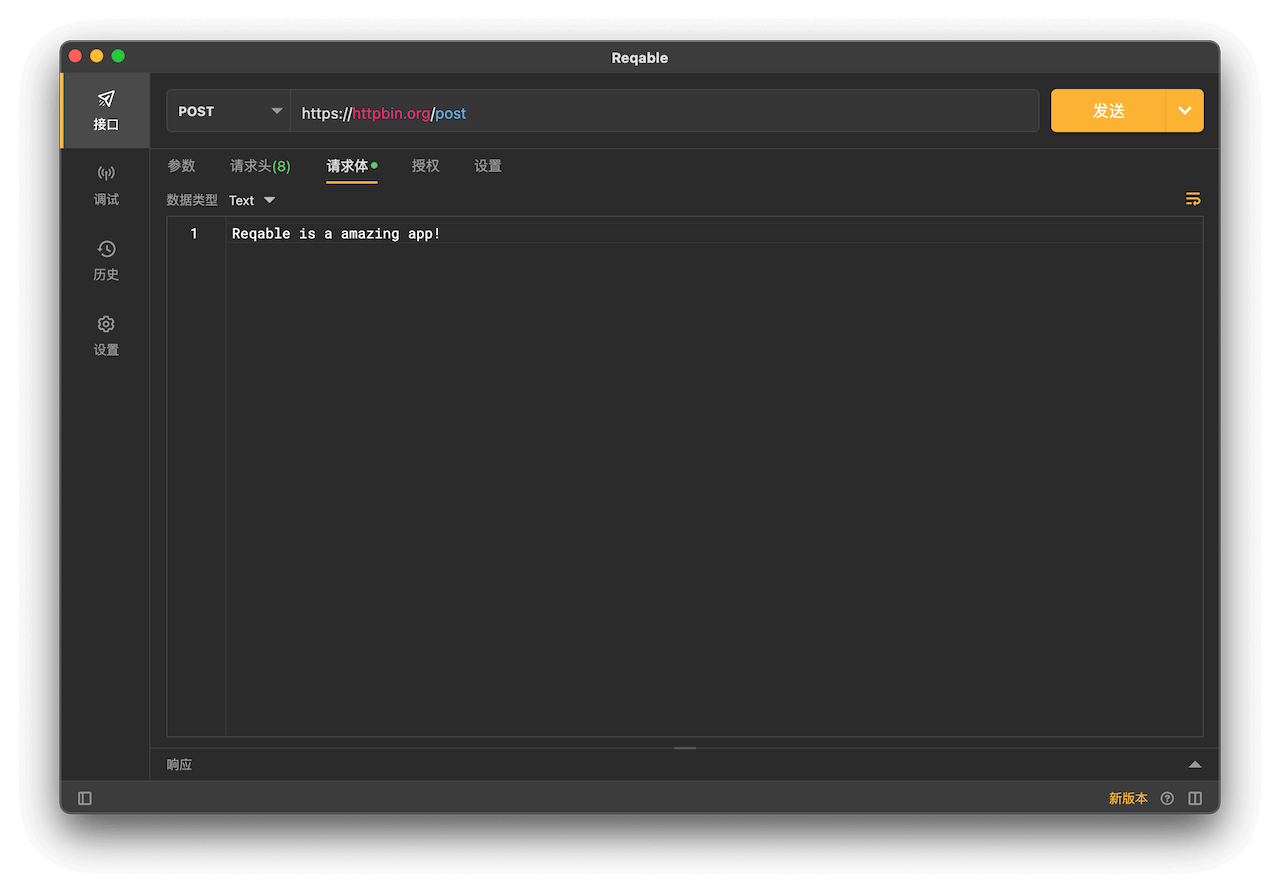 Reqable
接口
调试
历史
设置
POST
https://httpbin.org/post
发送
参数 请求头(8) 请求体 授权 设置
数据类型 Text
1 Reqable is a amazing app!
响应
新版本